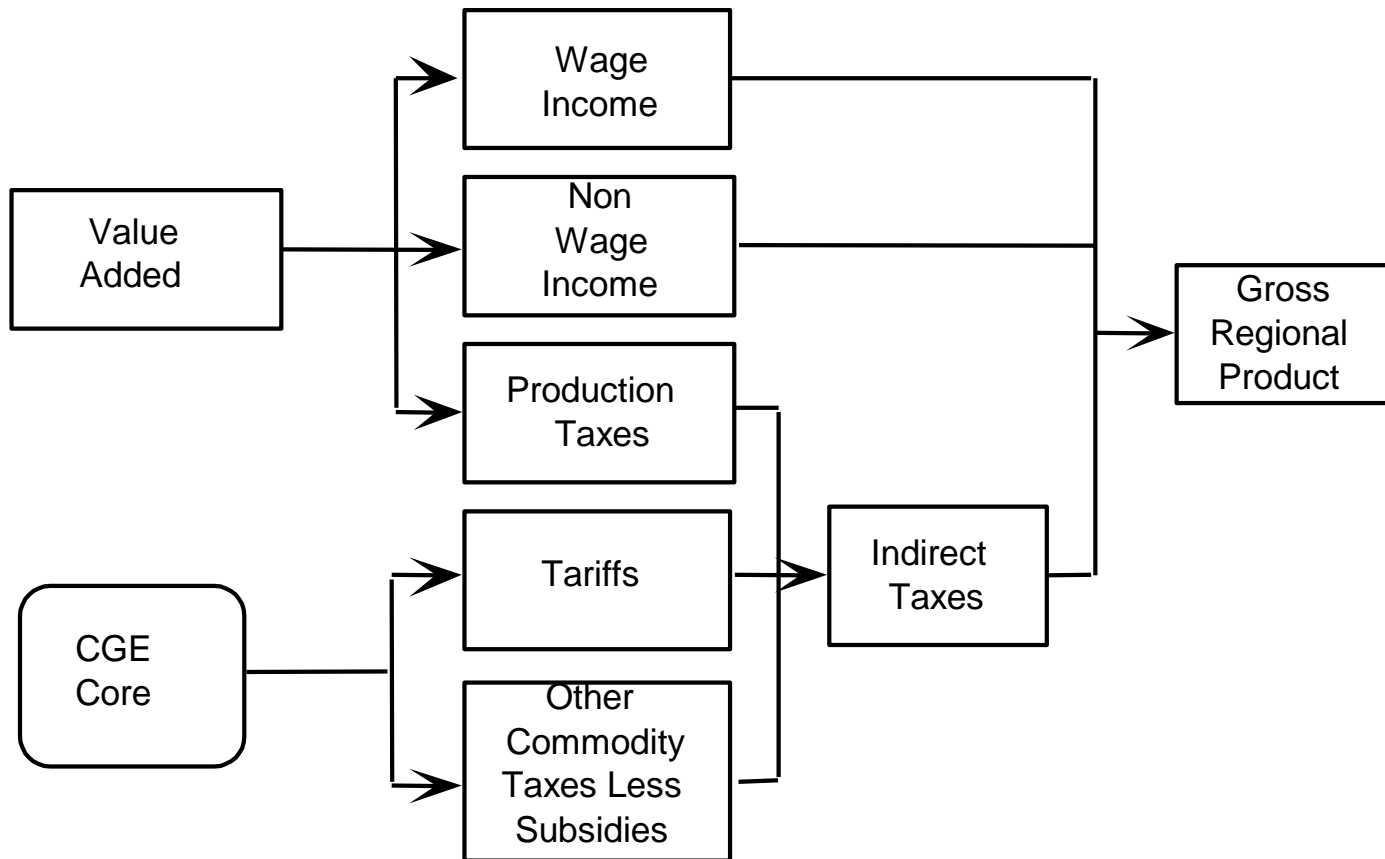 Wage
Income
Non
Wage
Income
Value
Added
Gross
Regional
Product
Production
Taxes
Tariffs
Indirect
Taxes
CGE
Core
Other
Commodity
Taxes Less
Subsidies